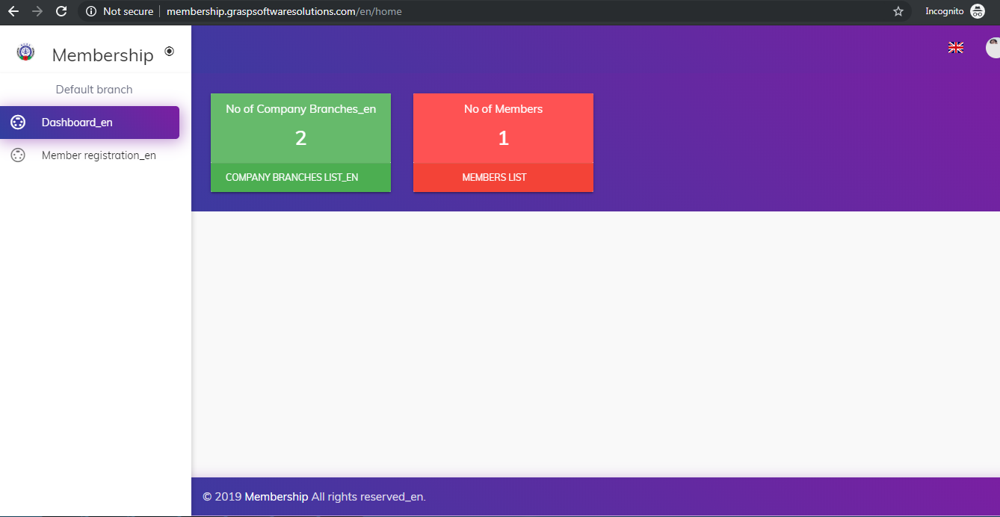 Not secure | membership.graspsoftwaresolutions.com/en/home
Incognito
Membership
Default branch
Dashboard_en
Member registration_en
No of Company Branches_en
2
COMPANY BRANCHES LIST_EN
No of Members
1
MEMBERS LIST
© 2019 Membership All rights reserved_en.